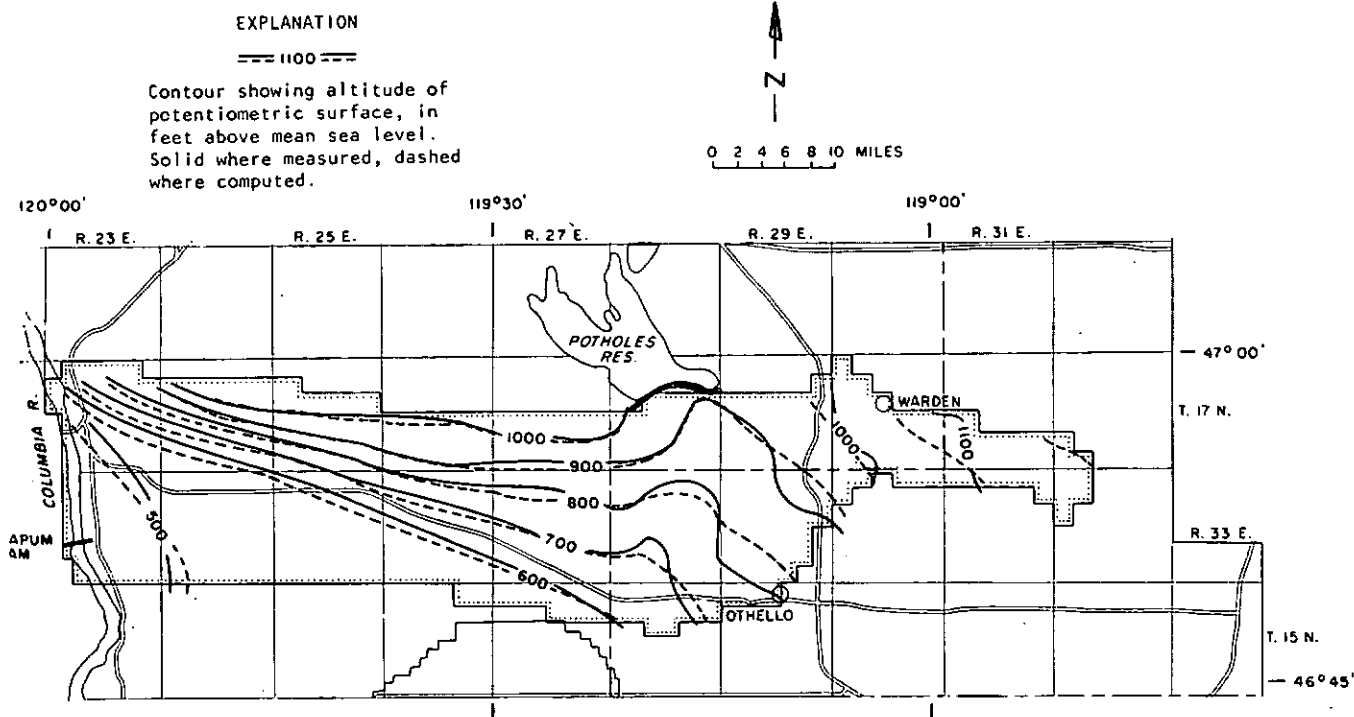 EXPLANATION
1100
Contour showing altitude of
potentiometric surface, in
feet above mean sea level.
Solid where measured, dashed
where computed.
N
0 2 4 6 8 10 MILES
120°00' 119°30' 119°00'
R. 23 E. R. 25 E. R. 27 E. R. 29 E. R. 31 E.
POTHOLES
RES.
47°00'
WARDEN
T. 17 N.
COLUMBIA R.
1000
1000
1100
900
800
500
700
APUM
AM
R. 33 E.
600
OTHELLO
T. 15 N.
46°45'